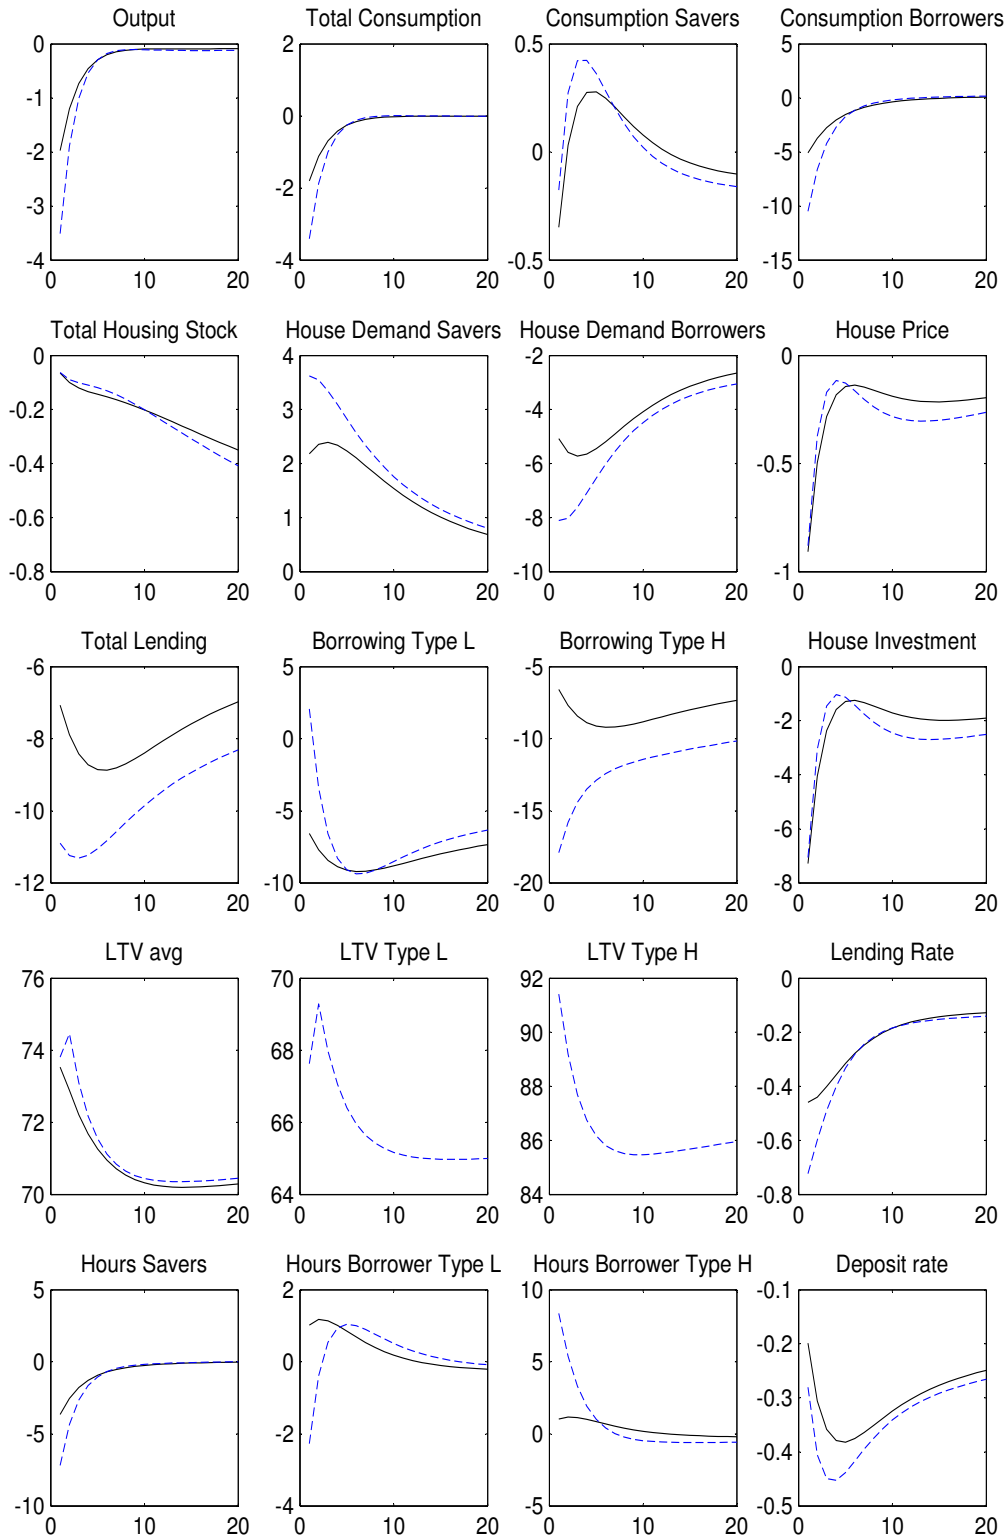 Output
Total Consumption
Consumption Savers
Consumption Borrowers
0
-1
-2
-3
-4
0 10 20
2
0
-2
-4
0 10 20
0.5
0
-0.5
0 10 20
5
0
-5
-10
-15
0 10 20
Total Housing Stock
House Demand Savers
House Demand Borrowers
House Price
0
-0.2
-0.4
-0.6
-0.8
0 10 20
4
3
2
1
0
0 10 20
-2
-4
-6
-8
-10
0 10 20
0
-0.5
-1
0 10 20
Total Lending
Borrowing Type L
Borrowing Type H
House Investment
-6
-8
-10
-12
0 10 20
5
0
-5
-10
0 10 20
-5
-10
-15
-20
0 10 20
0
-2
-4
-6
-8
0 10 20
LTV avg
LTV Type L
LTV Type H
Lending Rate
76
74
72
70
0 10 20
70
68
66
64
0 10 20
92
90
88
86
84
0 10 20
0
-0.2
-0.4
-0.6
-0.8
0 10 20
Hours Savers
Hours Borrower Type L
Hours Borrower Type H
Deposit rate
5
0
-5
-10
0 10 20
2
0
-2
-4
0 10 20
10
5
0
-5
0 10 20
-0.1
-0.2
-0.3
-0.4
-0.5
0 10 20